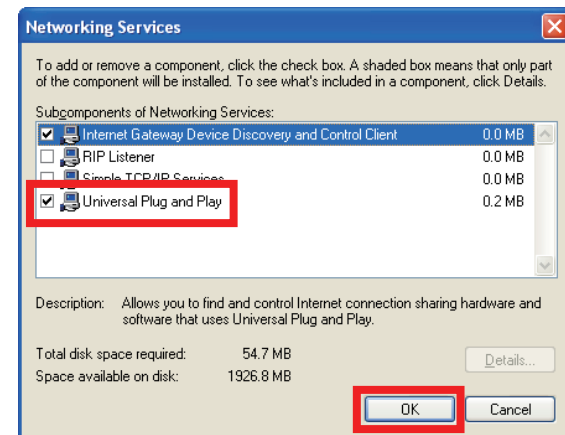 Networking Services
To add or remove a component, click the check box. A shaded box means that only part
of the component will be installed. To see what's included in a component, click Details.
Subcomponents of Networking Services:
Internet Gateway Device Discovery and Control Client 0.0 MB
RIP Listener 0.0 MB
Simple TCP/IP Services 0.0 MB
Universal Plug and Play 0.2 MB
Description: Allows you to find and control Internet connection sharing hardware and
software that uses Universal Plug and Play.
Total disk space required: 54.7 MB
Details...
Space available on disk: 1926.8 MB
OK Cancel